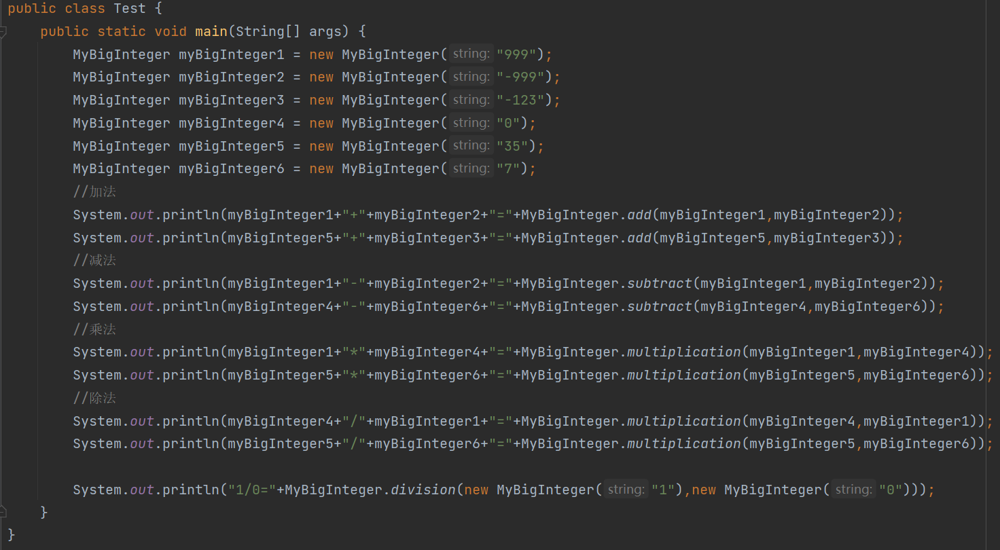 public class Test {
    public static void main(String[] args) {
        MyBigInteger myBigInteger1 = new MyBigInteger( string: "999");
        MyBigInteger myBigInteger2 = new MyBigInteger( string: "-999");
        MyBigInteger myBigInteger3 = new MyBigInteger( string: "-123");
        MyBigInteger myBigInteger4 = new MyBigInteger( string: "0");
        MyBigInteger myBigInteger5 = new MyBigInteger( string: "35");
        MyBigInteger myBigInteger6 = new MyBigInteger( string: "7");
        //加法
        System.out.println(myBigInteger1+"+"+myBigInteger2+"="+MyBigInteger.add(myBigInteger1,myBigInteger2));
        System.out.println(myBigInteger5+"+"+myBigInteger3+"="+MyBigInteger.add(myBigInteger5,myBigInteger3));
        //减法
        System.out.println(myBigInteger1+"-"+myBigInteger2+"="+MyBigInteger.subtract(myBigInteger1,myBigInteger2));
        System.out.println(myBigInteger4+"-"+myBigInteger6+"="+MyBigInteger.subtract(myBigInteger4,myBigInteger6));
        //乘法
        System.out.println(myBigInteger1+"*"+myBigInteger4+"="+MyBigInteger.multiplication(myBigInteger1,myBigInteger4));
        System.out.println(myBigInteger5+"*"+myBigInteger6+"="+MyBigInteger.multiplication(myBigInteger5,myBigInteger6));
        //除法
        System.out.println(myBigInteger4+"/"+myBigInteger1+"="+MyBigInteger.multiplication(myBigInteger4,myBigInteger1));
        System.out.println(myBigInteger5+"/"+myBigInteger6+"="+MyBigInteger.multiplication(myBigInteger5,myBigInteger6));
        System.out.println("1/0="+MyBigInteger.division(new MyBigInteger( string: "1"),new MyBigInteger( string: "0")));
    }
}